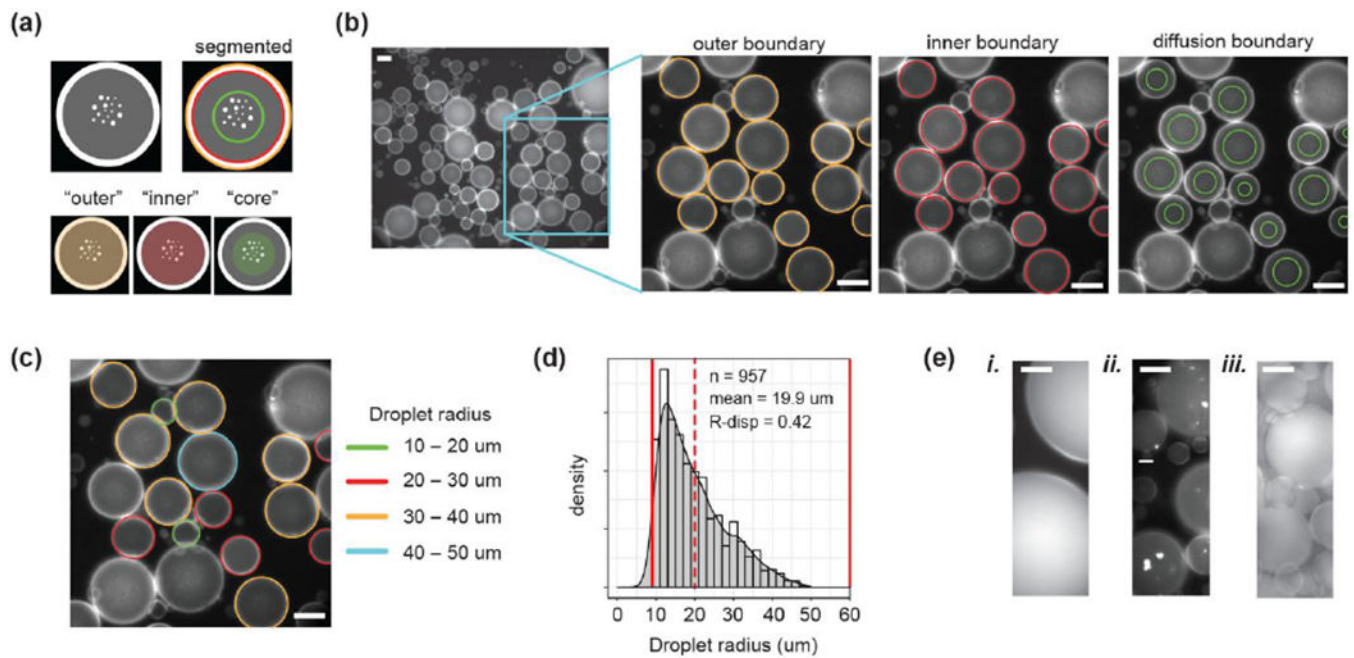 (a)
segmented
"outer" "inner" "core"
(b)
outer boundary
inner boundary
diffusion boundary
(c)
Droplet radius
10 – 20 um
20 – 30 um
30 – 40 um
40 – 50 um
(d)
n = 957
mean = 19.9 um
R-disp = 0.42
density
0 10 20 30 40 50 60
Droplet radius (um)
(e)
i. ii. iii.